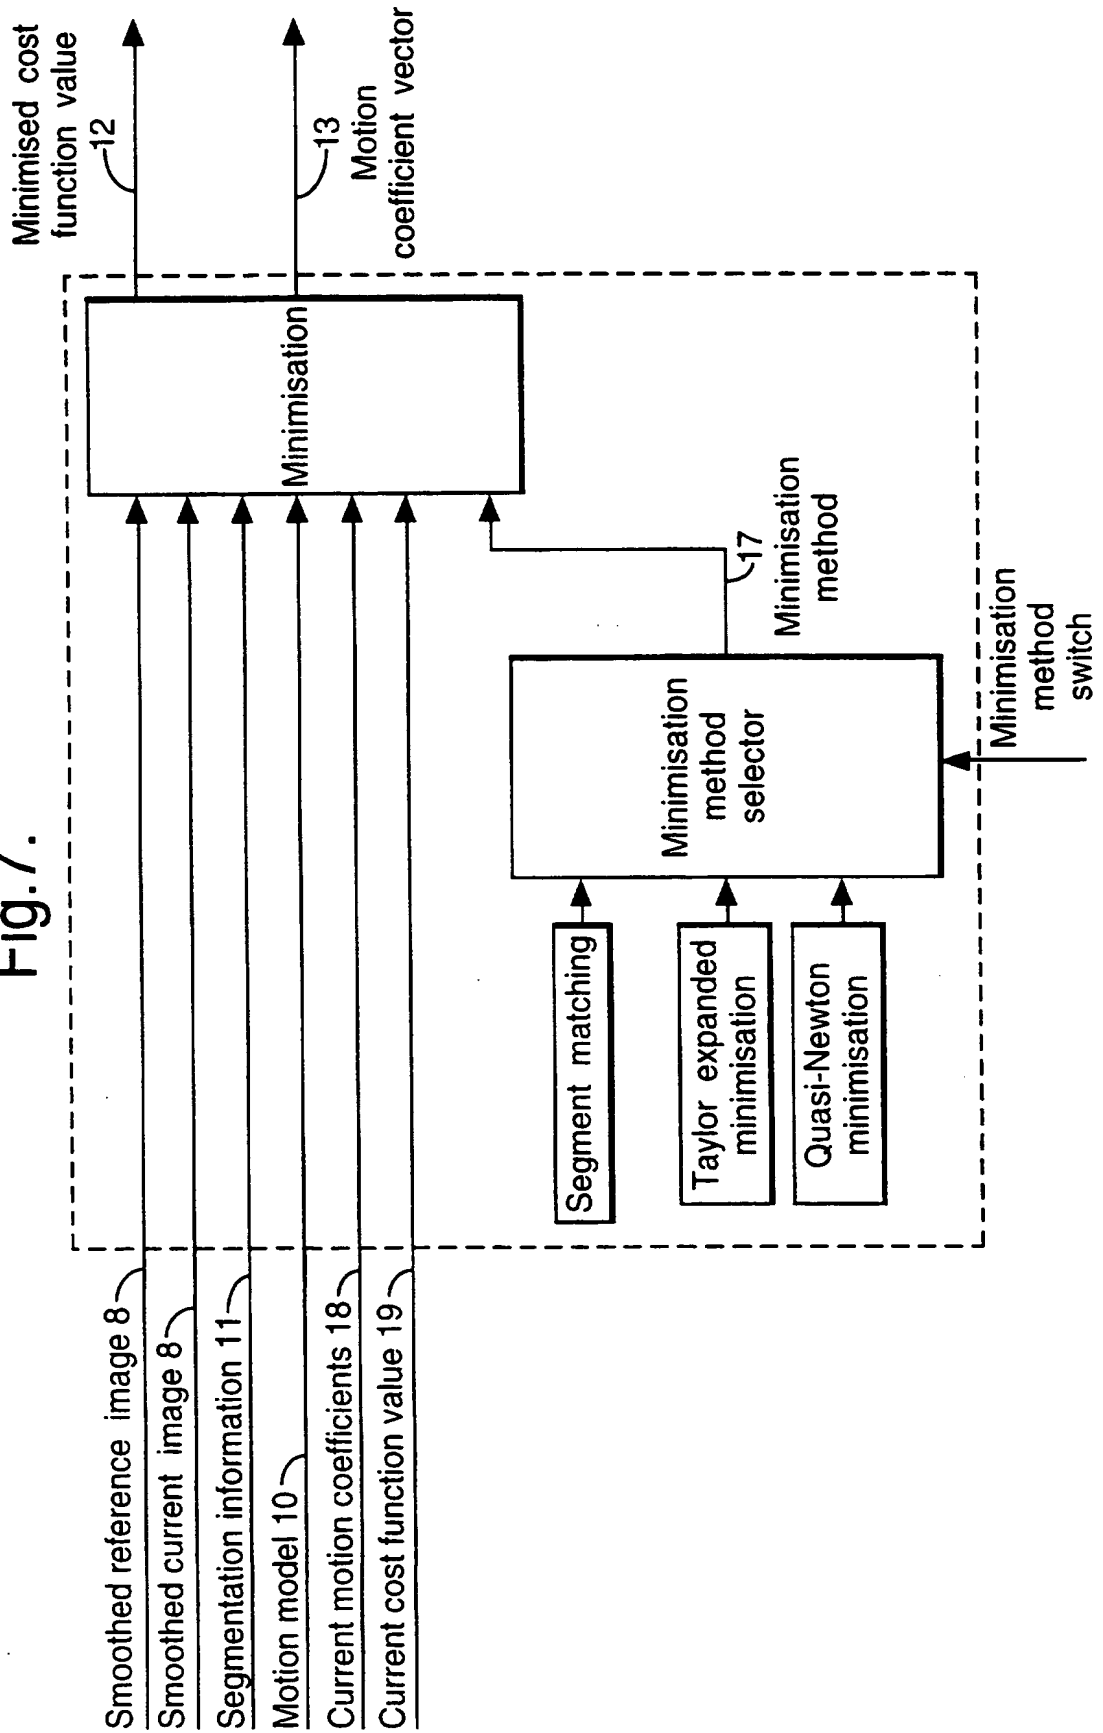 Fig.7.
Smoothed reference image 8
Smoothed current image 8
Segmentation information 11
Motion model 10
Current motion coefficients 18
Current cost function value 19
Segment matching
Taylor expanded
minimisation
Quasi-Newton
minimisation
Minimisation
method
selector
Minimisation
method
switch
17
Minimisation
method
Minimisation
Minimised cost
function value
12
13
Motion
coefficient vector